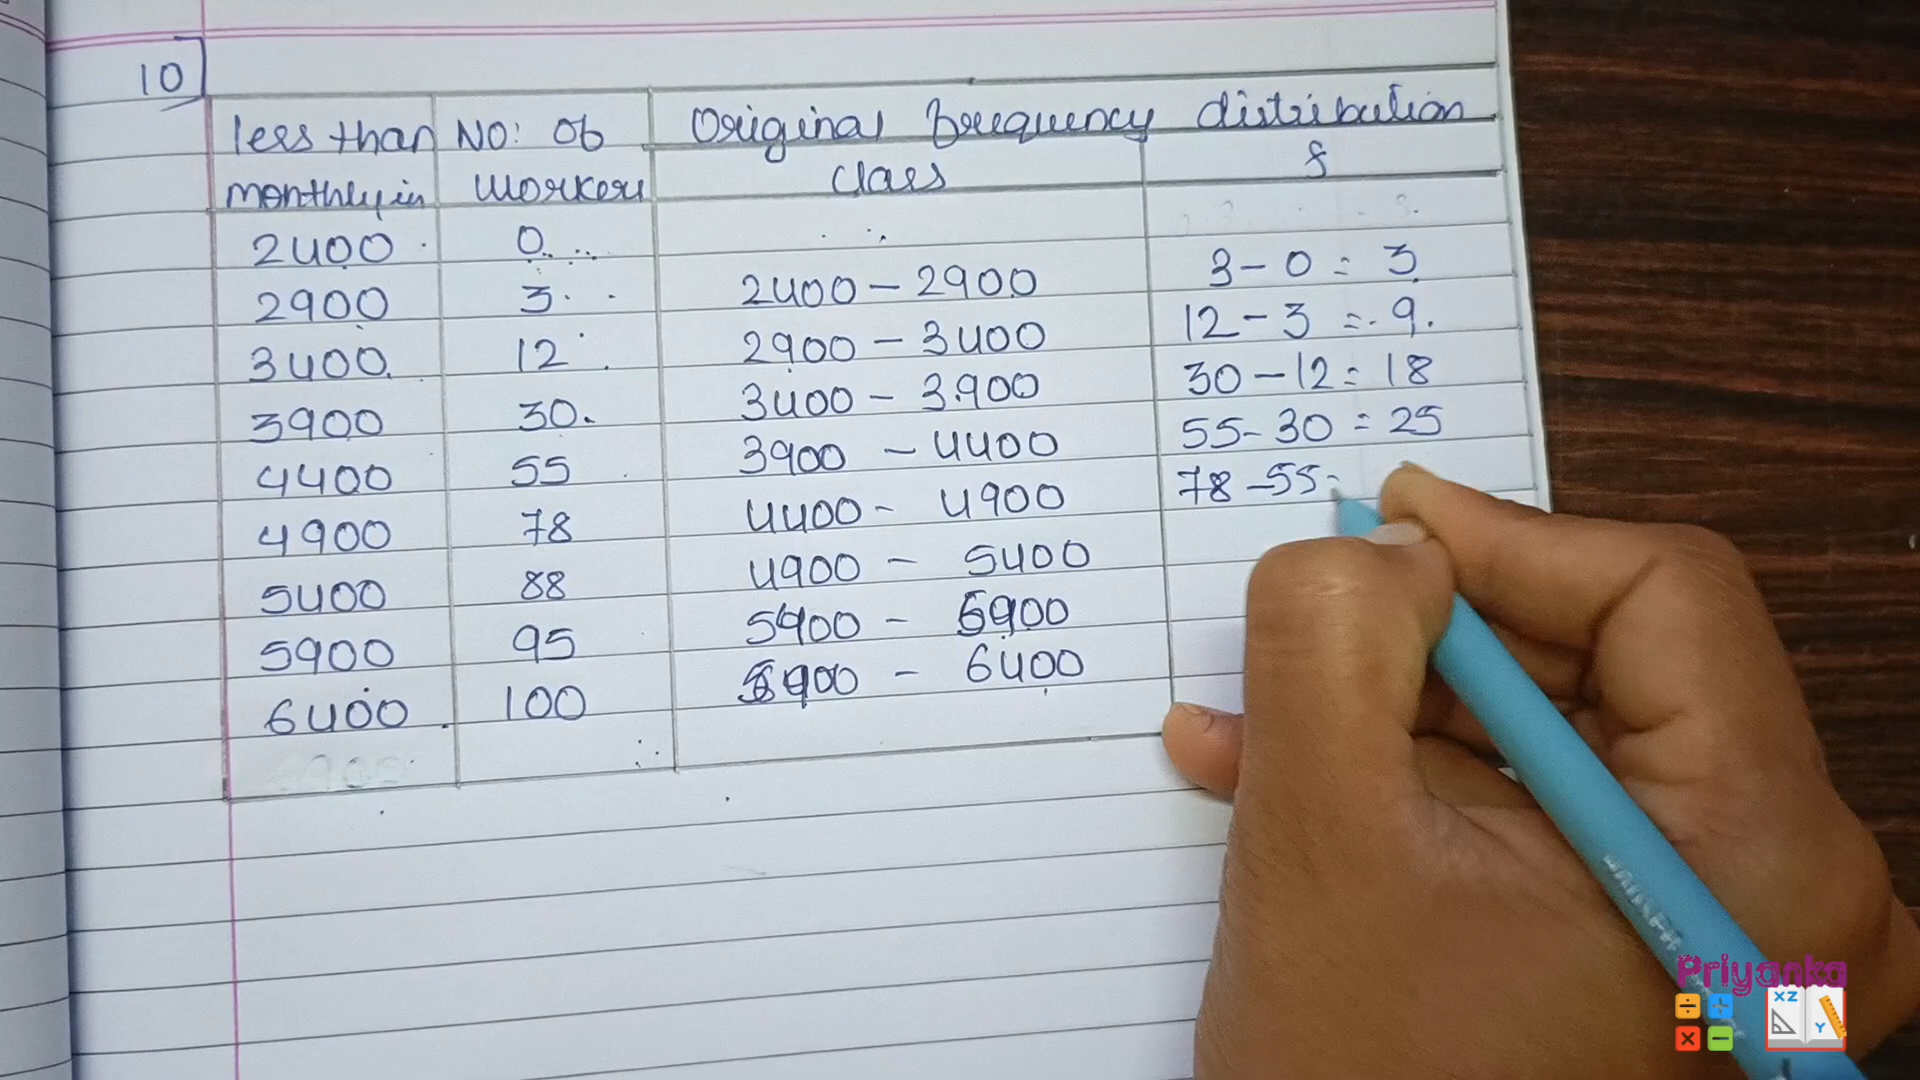 10
less than No: of Original frequency distribution
monthly in workers class f
2400 0
2900 3 2400 - 2900 3 - 0 = 3
3400 12 2900 - 3400 12 - 3 = 9
3900 30 3400 - 3900 30 - 12 = 18
4400 55 3900 - 4400 55 - 30 = 25
4900 78 4400 - 4900 78 - 55 =
5400 88 4900 - 5400
5900 95 5400 - 5900
6400 100 5900 - 6400
Priyanka
XZ
Y